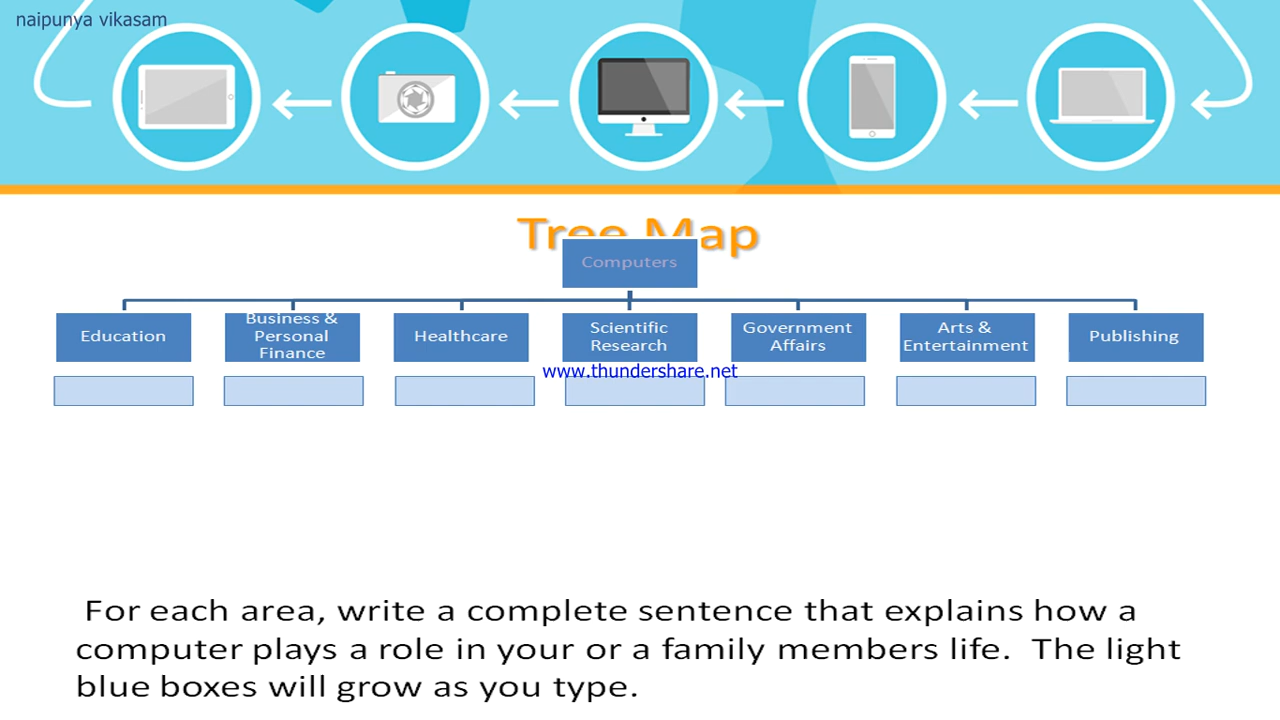 naipunya vikasam
Tree Map
Computers
Education
Business &
Personal
Finance
Healthcare
Scientific
Research
Government
Affairs
Arts &
Entertainment
Publishing
www.thundershare.net
For each area, write a complete sentence that explains how a
computer plays a role in your or a family members life.  The light
blue boxes will grow as you type.